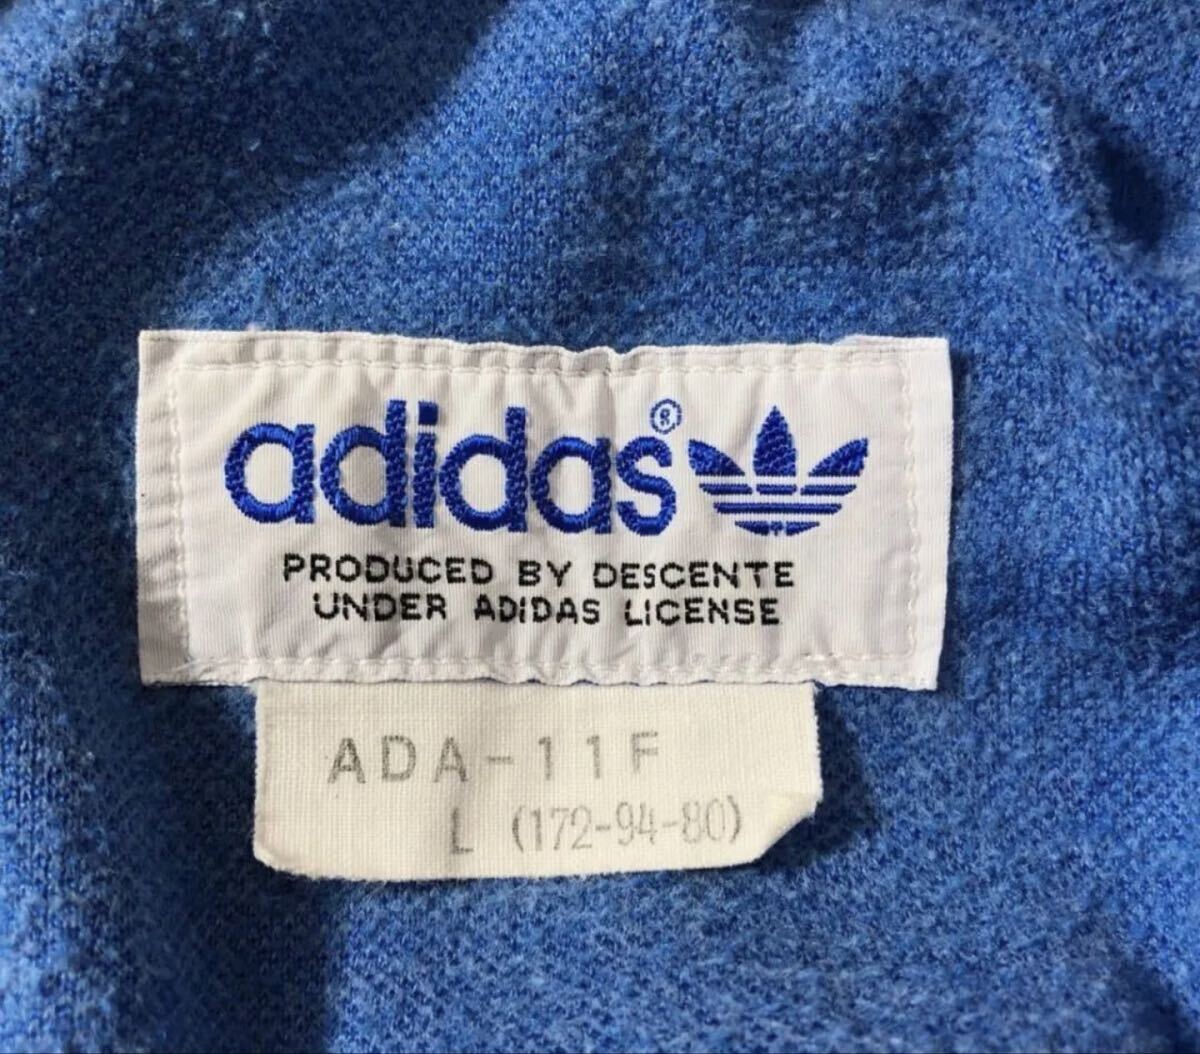 adidas®
PRODUCED BY DESCENTE
UNDER ADIDAS LICENSE
ADA-11F
L (172-94-80)